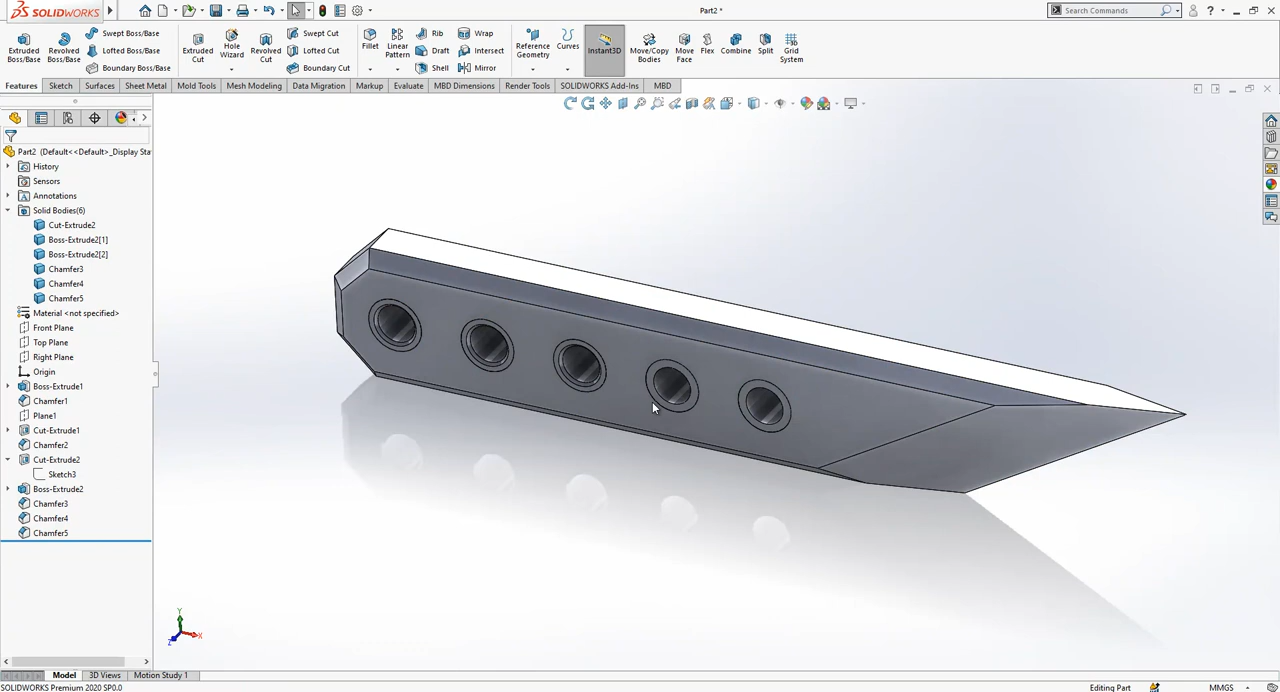 SOLIDWORKS
Part2 *
Search Commands
Extruded Boss/Base
Revolved Boss/Base
Swept Boss/Base
Lofted Boss/Base
Boundary Boss/Base
Extruded Cut
Hole Wizard
Revolved Cut
Swept Cut
Lofted Cut
Boundary Cut
Fillet
Linear Pattern
Rib
Draft
Shell
Wrap
Intersect
Mirror
Reference Geometry
Curves
Instant3D
Move/Copy Bodies
Move Face
Flex
Combine
Split
Grid System
Features
Sketch
Surfaces
Sheet Metal
Mold Tools
Mesh Modeling
Data Migration
Markup
Evaluate
MBD Dimensions
Render Tools
SOLIDWORKS Add-Ins
MBD
Part2 (Default<<Default>_Display Sta
History
Sensors
Annotations
Solid Bodies(6)
Cut-Extrude2
Boss-Extrude2[1]
Boss-Extrude2[2]
Chamfer3
Chamfer4
Chamfer5
Material <not specified>
Front Plane
Top Plane
Right Plane
Origin
Boss-Extrude1
Chamfer1
Plane1
Cut-Extrude1
Chamfer2
Cut-Extrude2
Sketch3
Boss-Extrude2
Chamfer3
Chamfer4
Chamfer5
Y
X
Z
Model
3D Views
Motion Study 1
SOLIDWORKS Premium 2020 SP0.0
Editing Part
MMGS